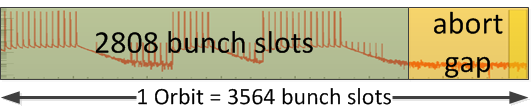 2808 bunch slots
abort
gap
1 Orbit = 3564 bunch slots